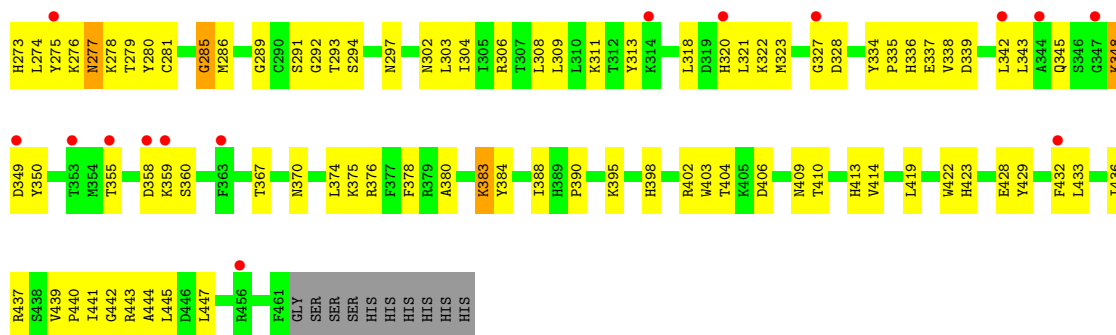 H273 L274 Y275 K276 N277 K278 T279 Y280 C281 G285 M286 G289 C290 S291 G292 T293 S294 N297 N302 L303 I304 I305 R306 T307 L308 L309 L310 K311 T312 Y313 K314 L318 D319 H320 L321 K322 M323 G327 D328 Y334 P335 H336 E337 V338 D339 L342 L343 A344 Q345 S346 G347 K348
D349 Y350 T353 M354 T355 D358 K359 S360 F363 T367 N370 L374 K375 R376 F377 F378 R379 A380 K383 Y384 I388 H389 P390 K395 H398 R402 W403 T404 K405 D406 N409 T410 H413 V414 L419 W422 H423 E428 Y429 F432 L433 I436
R437 S438 V439 P440 I441 G442 R443 A444 L445 D446 L447 R456 F461 GLY SER SER SER HIS HIS HIS HIS HIS HIS